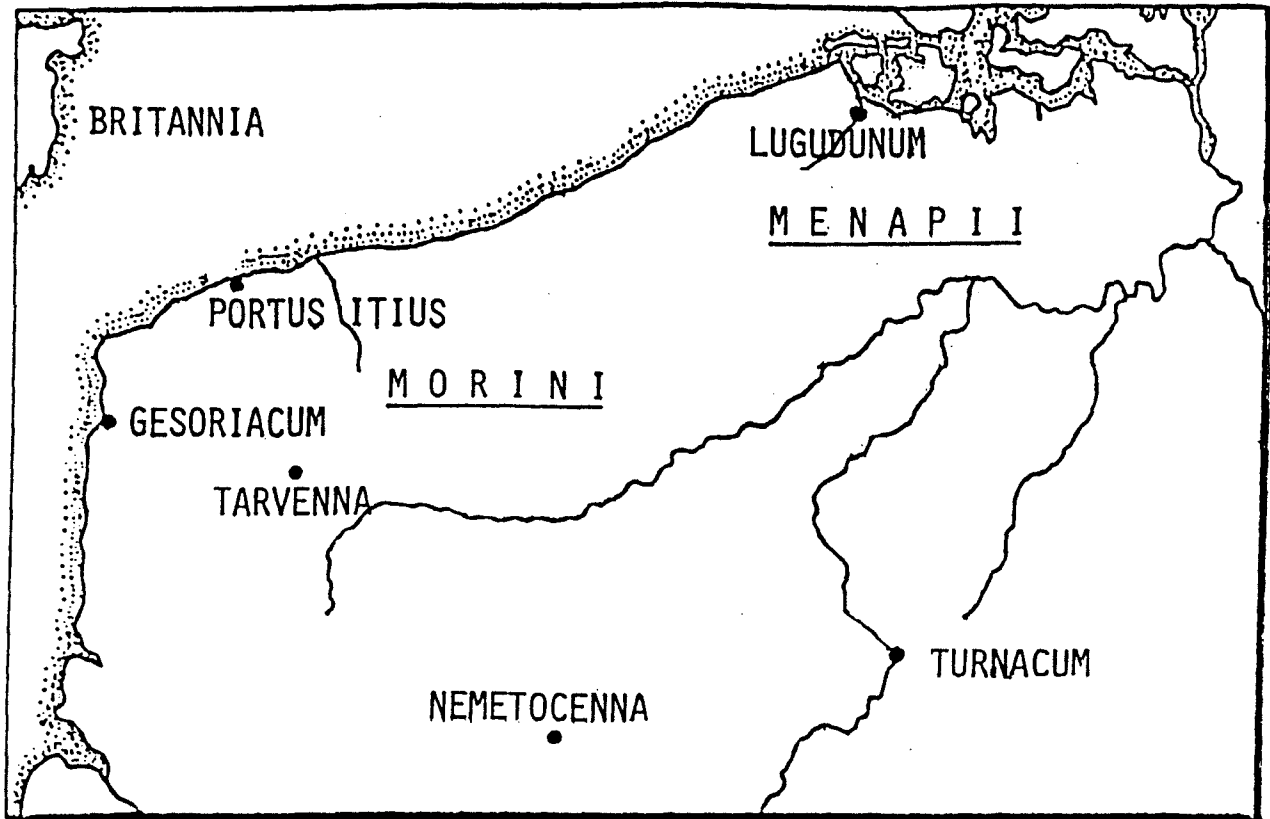 BRITANNIA
LUGUDUNUM
MENAPII
PORTUS ITIUS
MORINI
GESORIACUM
TARVENNA
TURNACUM
NEMETOCENNA